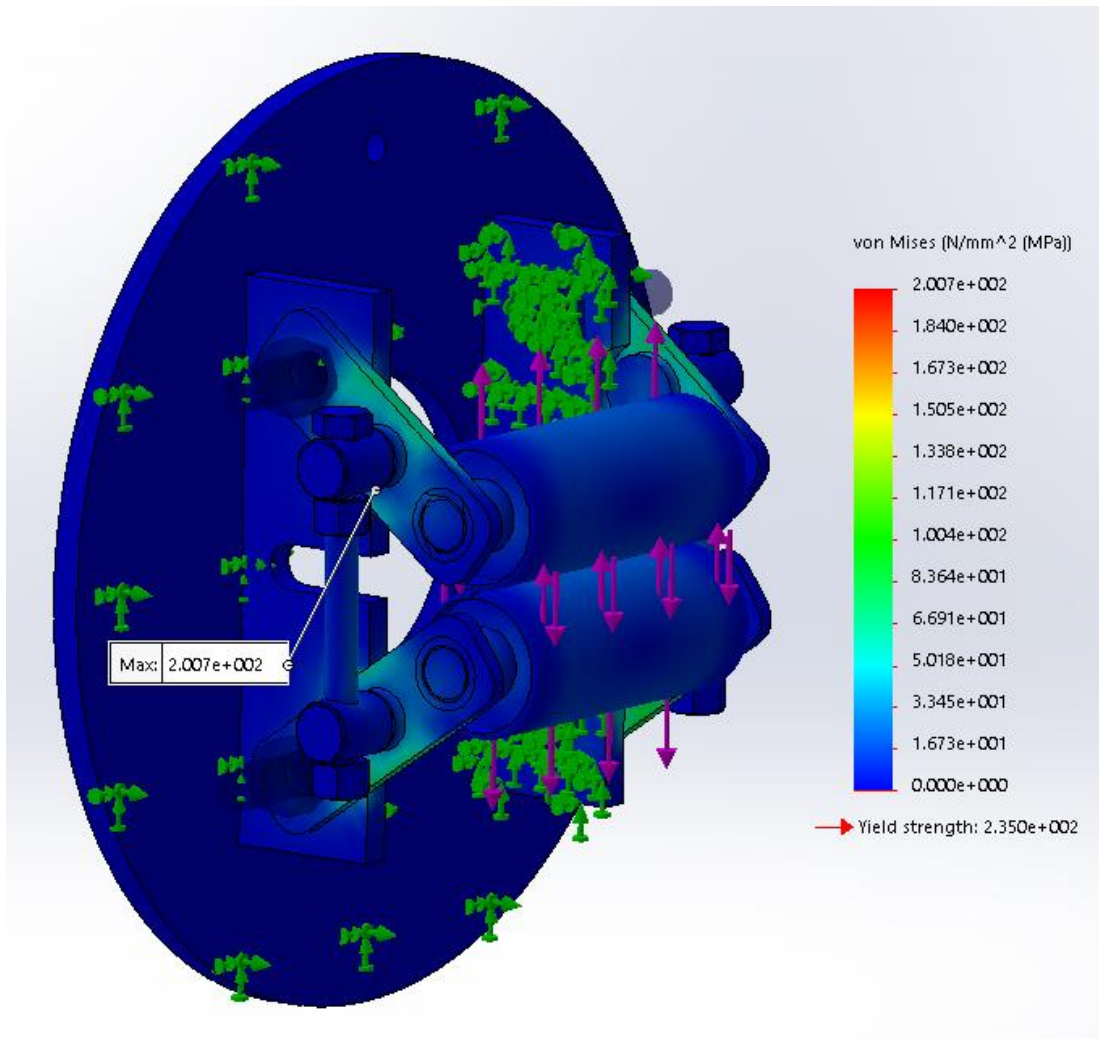 von Mises (N/mm^2 (MPa))
2.007e+002
1.840e+002
1.673e+002
1.505e+002
1.338e+002
1.171e+002
1.004e+002
8.364e+001
6.691e+001
5.018e+001
3.345e+001
1.673e+001
0.000e+000
Yield strength: 2.350e+002
Max: 2.007e+002